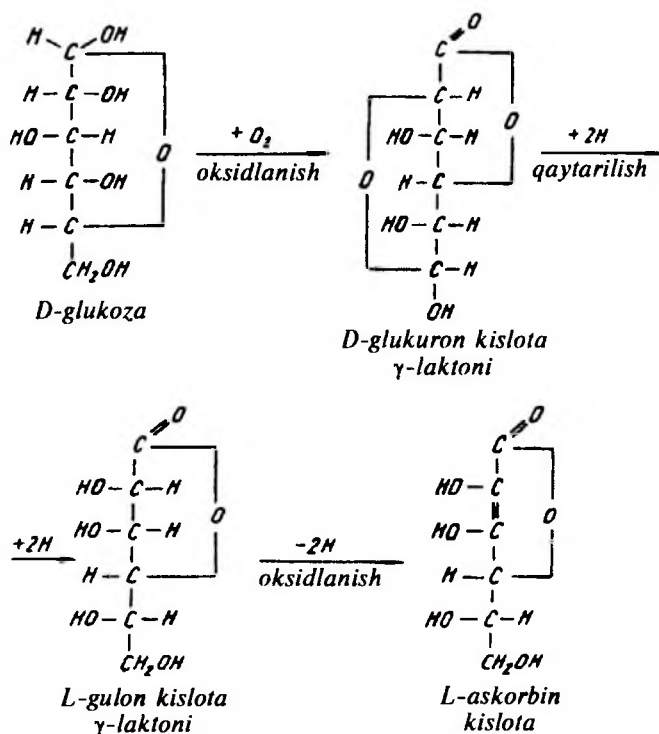 H OH
C
H – C – OH
HO – C – H O
H – C – OH
H – C
CH₂OH
D-glukoza
+ O₂
oksidlanish
O
C
C – H
HO – C – H O
O H – C
HO – C – H
C – H
OH
D-glukuron kislota
γ-laktoni
+ 2H
qaytarilish
+2H
O
C
HO – C – H
O
HO – C – H
H – C
HO – C – H
CH₂OH
L-gulon kislota
γ-laktoni
-2H
oksidlanish
O
C
HO – C
O
HO – C
H – C
HO – C – H
CH₂OH
L-askorbin
kislota